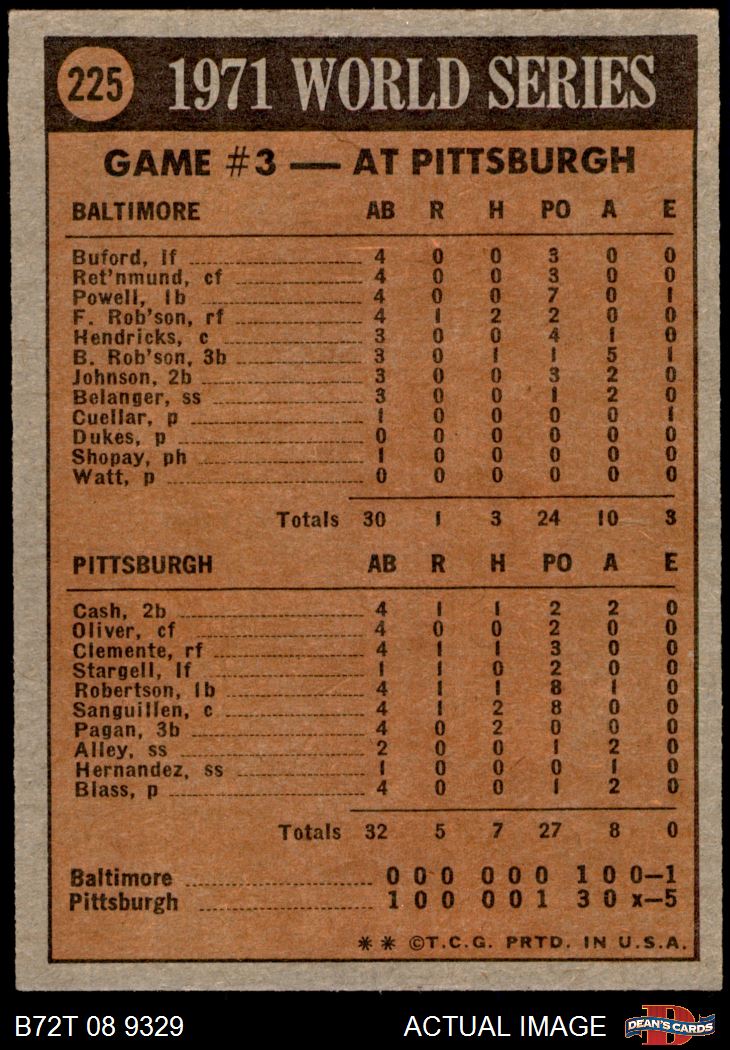 225 1971 WORLD SERIES
GAME #3 — AT PITTSBURGH
BALTIMORE AB R H PO A E
Buford, lf 4 0 0 3 0 0
Ret'nmund, cf 4 0 0 3 0 0
Powell, 1b 4 0 0 7 0 1
F. Rob'son, rf 4 1 2 2 0 0
Hendricks, c 3 0 0 4 1 0
B. Rob'son, 3b 3 0 1 1 5 1
Johnson, 2b 3 0 0 3 2 0
Belanger, ss 3 0 0 1 2 0
Cuellar, p 1 0 0 0 0 1
Dukes, p 0 0 0 0 0 0
Shopay, ph 1 0 0 0 0 0
Watt, p 0 0 0 0 0 0
Totals 30 1 3 24 10 3
PITTSBURGH AB R H PO A E
Cash, 2b 4 1 1 2 2 0
Oliver, cf 4 0 0 2 0 0
Clemente, rf 4 1 1 3 0 0
Stargell, lf 1 1 0 2 0 0
Robertson, 1b 4 1 1 8 1 0
Sanguillen, c 4 1 2 8 0 0
Pagan, 3b 4 0 2 0 0 0
Alley, ss 2 0 0 1 2 0
Hernandez, ss 1 0 0 0 1 0
Blass, p 4 0 0 1 2 0
Totals 32 5 7 27 8 0
Baltimore 0 0 0 0 0 0 1 0 0—1
Pittsburgh 1 0 0 0 0 1 3 0 x—5
** ©T.C.G. PRTD. IN U.S.A.
B72T 08 9329 ACTUAL IMAGE D DEAN'S CARDS